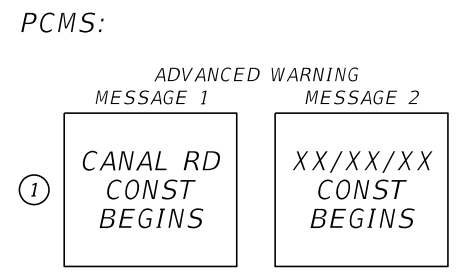 PCMS:
ADVANCED WARNING
MESSAGE 1
MESSAGE 2
1
CANAL RD
CONST
BEGINS
XX/XX/XX
CONST
BEGINS